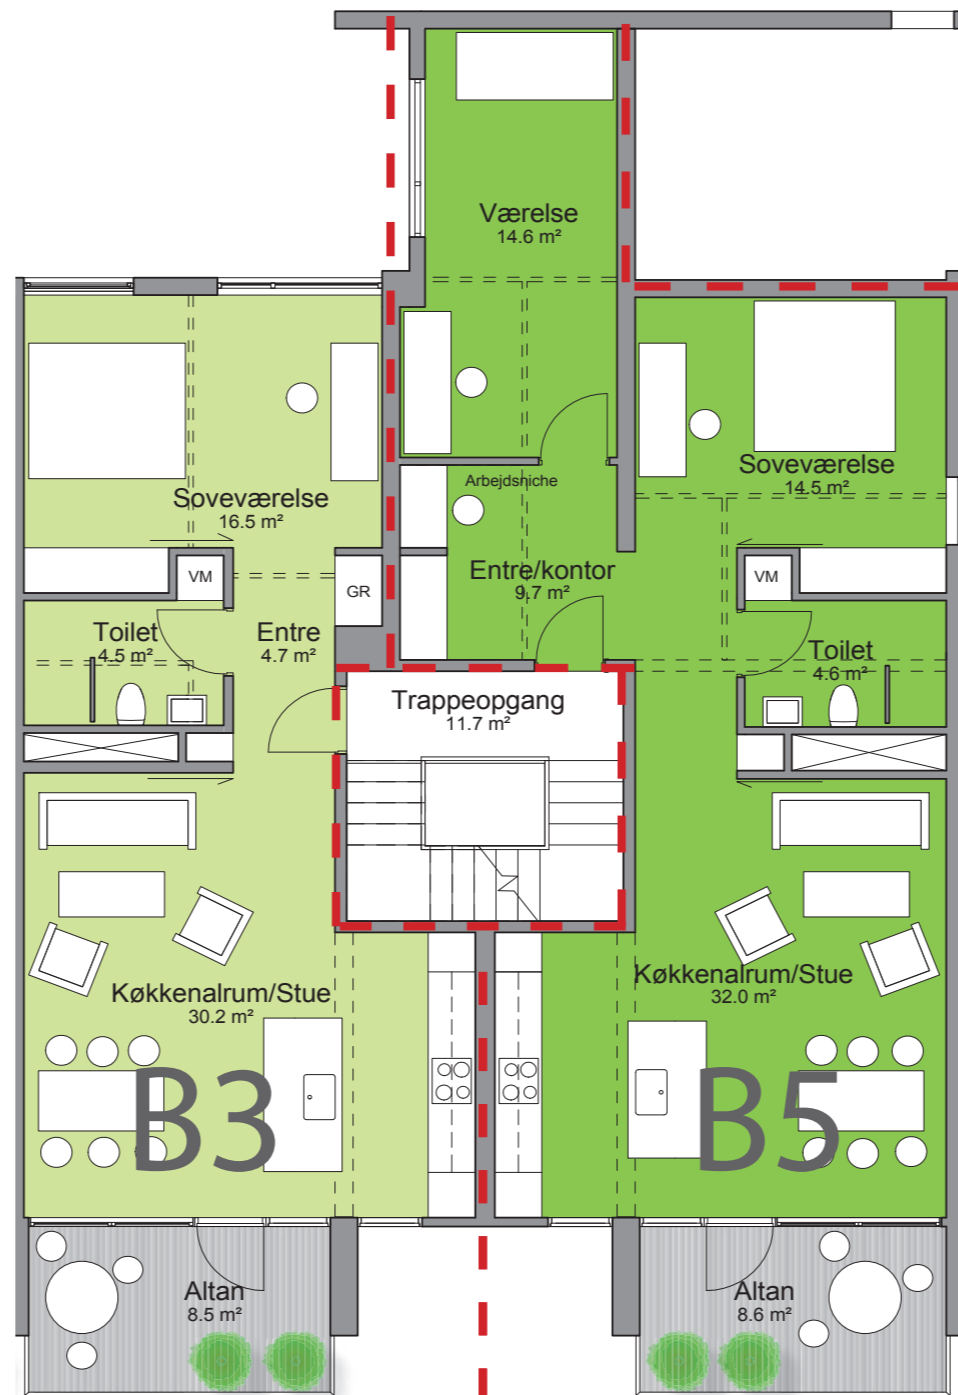 Værelse
14.6 m²
Soveværelse
16.5 m²
Arbejdsniche
Soveværelse
14.5 m²
Entre/kontor
9.7 m²
VM
GR
VM
Toilet
4.5 m²
Entre
4.7 m²
Toilet
4.6 m²
Trappeopgang
11.7 m²
Køkkenalrum/Stue
30.2 m²
Køkkenalrum/Stue
32.0 m²
B3
B5
Altan
8.5 m²
Altan
8.6 m²